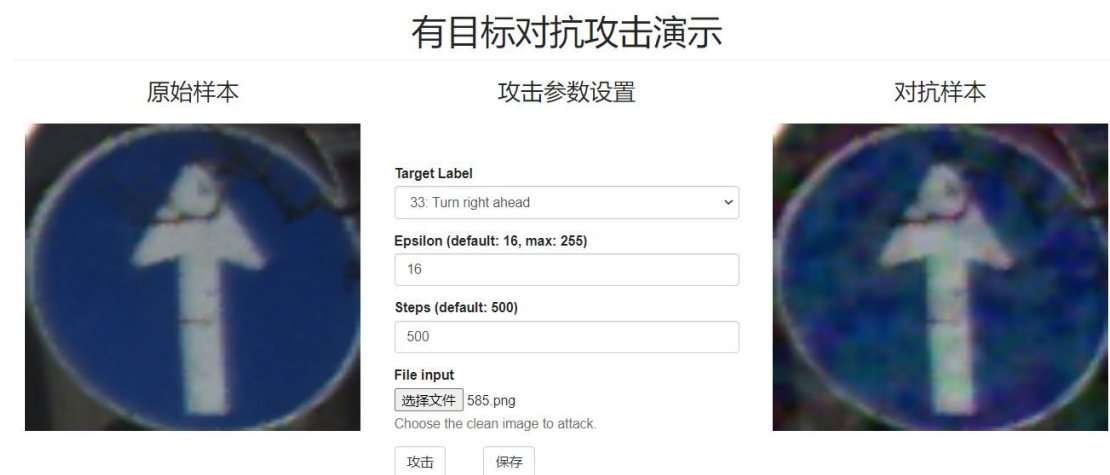 有目标对抗攻击演示
原始样本
攻击参数设置
对抗样本
Target Label
33: Turn right ahead
Epsilon (default: 16, max: 255)
16
Steps (default: 500)
500
File input
选择文件 585.png
Choose the clean image to attack.
攻击 保存